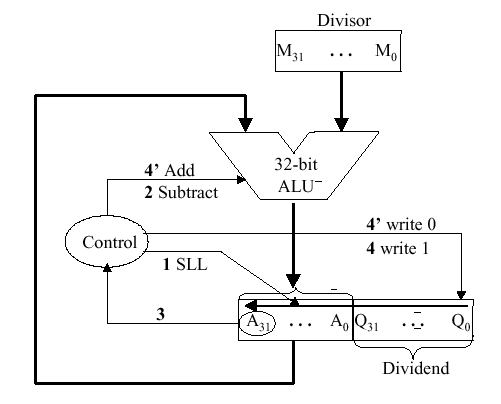 Divisor
M31 ... M0
32-bit
ALU
4’ Add
2 Subtract
4’ write 0
4 write 1
Control
1 SLL
3
A31 ... A0 Q31 ... Q0
Dividend